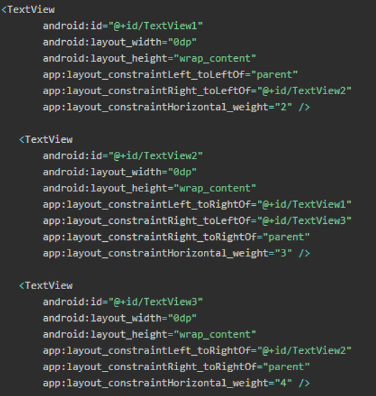 <TextView
android:id="@+id/TextView1"
android:layout_width="0dp"
android:layout_height="wrap_content"
app:layout_constraintLeft_toLeftOf="parent"
app:layout_constraintRight_toLeftOf="@+id/TextView2"
app:layout_constraintHorizontal_weight="2" />
<TextView
android:id="@+id/TextView2"
android:layout_width="0dp"
android:layout_height="wrap_content"
app:layout_constraintLeft_toRightOf="@+id/TextView1"
app:layout_constraintRight_toLeftOf="@+id/TextView3"
app:layout_constraintRight_toRightOf="parent"
app:layout_constraintHorizontal_weight="3" />
<TextView
android:id="@+id/TextView3"
android:layout_width="0dp"
android:layout_height="wrap_content"
app:layout_constraintLeft_toRightOf="@+id/TextView2"
app:layout_constraintRight_toRightOf="parent"
app:layout_constraintHorizontal_weight="4" />